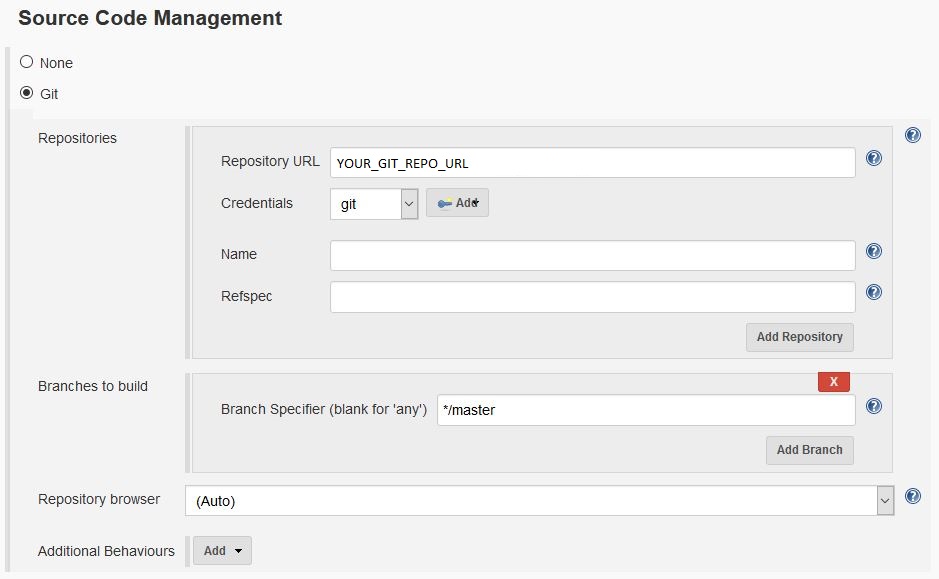 Source Code Management
None
Git
Repositories
Repository URL YOUR_GIT_REPO_URL
Credentials git Add
Name
Refspec
Add Repository
Branches to build
X
Branch Specifier (blank for 'any') */master
Add Branch
Repository browser (Auto)
Additional Behaviours Add